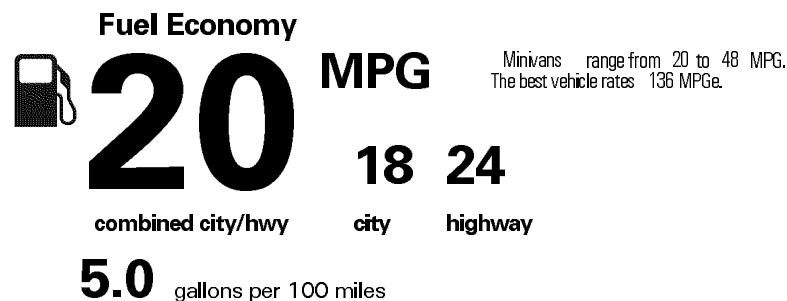 Fuel Economy
20 MPG
Minivans range from 20 to 48 MPG.
The best vehicle rates 136 MPGe.
18 24
combined city/hwy city highway
5.0 gallons per 100 miles